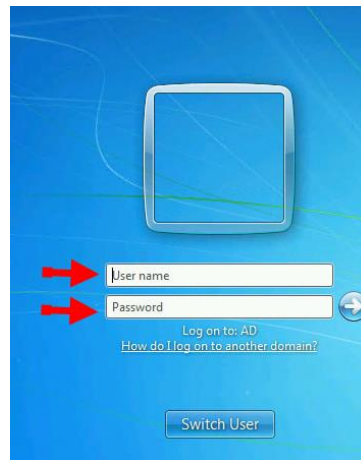 User name
Password
Log on to: AD
How do I log on to another domain?
Switch User